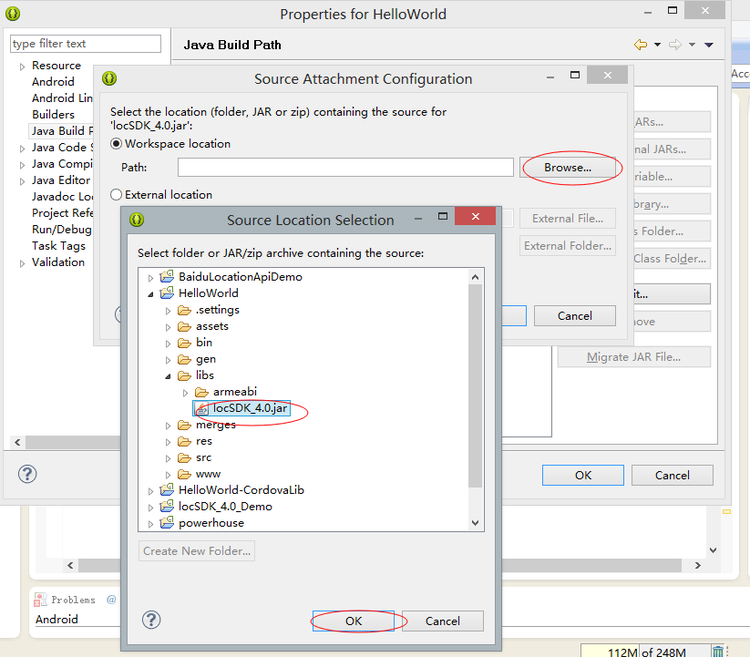 Properties for HelloWorld
type filter text
Java Build Path
Resource
Android
Android Lin
Builders
Java Build P
Java Code S
Java Compi
Java Editor
Javadoc Loc
Project Refe
Run/Debug
Task Tags
Validation
Source Attachment Configuration
Select the location (folder, JAR or zip) containing the source for
'locSDK_4.0.jar':
Workspace location
Path:
Browse...
External location
External File...
External Folder...
Cancel
Acce
ARs...
nal JARs...
riable...
brary...
s Folder...
Class Folder...
it...
ove
Migrate JAR File...
OK
Cancel
Source Location Selection
Select folder or JAR/zip archive containing the source:
BaiduLocationApiDemo
HelloWorld
.settings
assets
bin
gen
libs
armeabi
locSDK_4.0.jar
merges
res
src
www
HelloWorld-CordovaLib
locSDK_4.0_Demo
powerhouse
Create New Folder...
OK
Cancel
Problems @
Android
112M of 248M